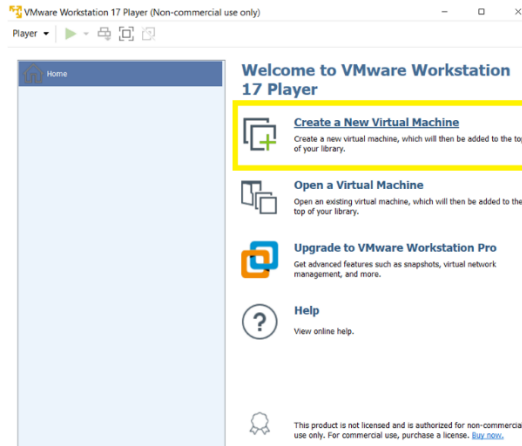 VMware Workstation 17 Player (Non-commercial use only)
Player
Home
Welcome to VMware Workstation
17 Player
Create a New Virtual Machine
Create a new virtual machine, which will then be added to the top
of your library.
Open a Virtual Machine
Open an existing virtual machine, which will then be added to the
top of your library.
Upgrade to VMware Workstation Pro
Get advanced features such as snapshots, virtual network
management, and more.
Help
View online help.
This product is not licensed and is authorized for non-commercial
use only. For commercial use, purchase a license. Buy now.